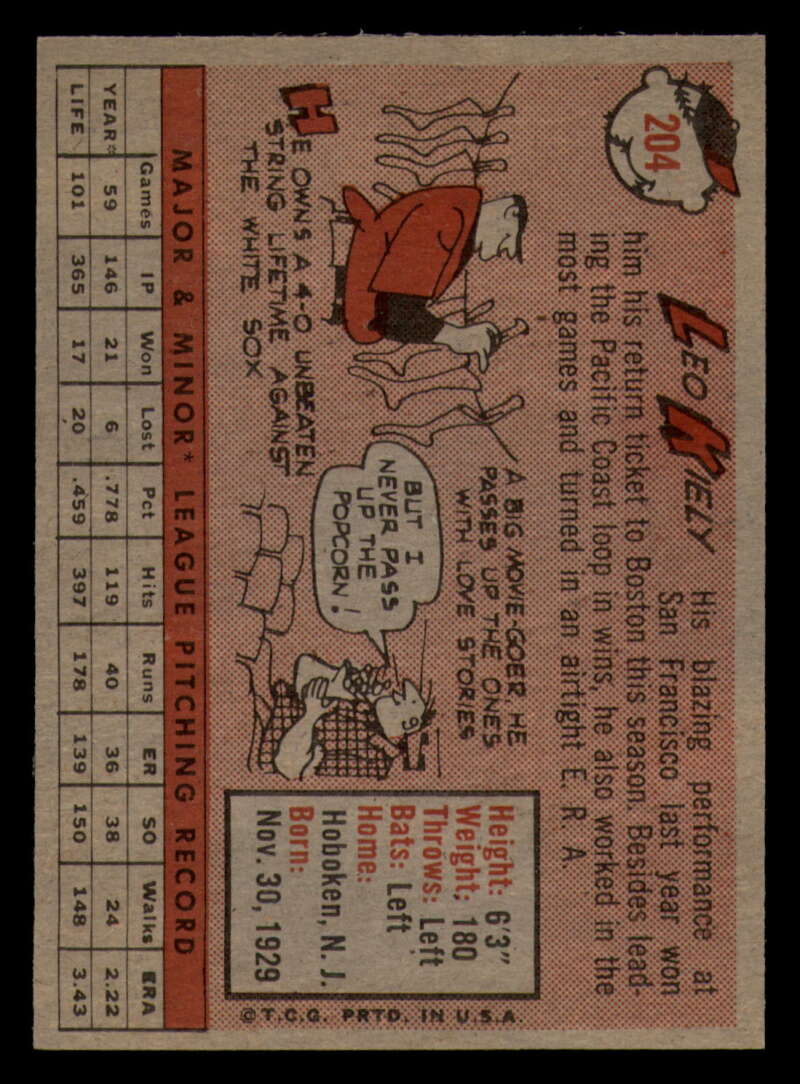 204
LEO KIELY
His blazing performance at
San Francisco last year won
him his return ticket to Boston this season. Besides lead-
ing the Pacific Coast loop in wins, he also worked in the
most games and turned in an airtight E. R. A.
HE OWNS A 4-0 UNBEATEN
STRING LIFETIME AGAINST
THE WHITE SOX
A BIG MOVIE-GOER, HE
PASSES UP THE ONES
WITH LOVE STORIES
BUT I
NEVER PASS
UP THE
POPCORN!
Height: 6'3"
Weight: 180
Throws: Left
Bats: Left
Home:
Hoboken, N. J.
Born:
Nov. 30, 1929
© T.C.G. PRTD. IN U.S.A.
MAJOR & MINOR* LEAGUE PITCHING RECORD
Games IP Won Lost Pct Hits Runs ER SO Walks ERA
YEAR* 59 146 21 6 .778 119 40 36 38 24 2.22
LIFE 101 365 17 20 .459 397 178 139 150 148 3.43